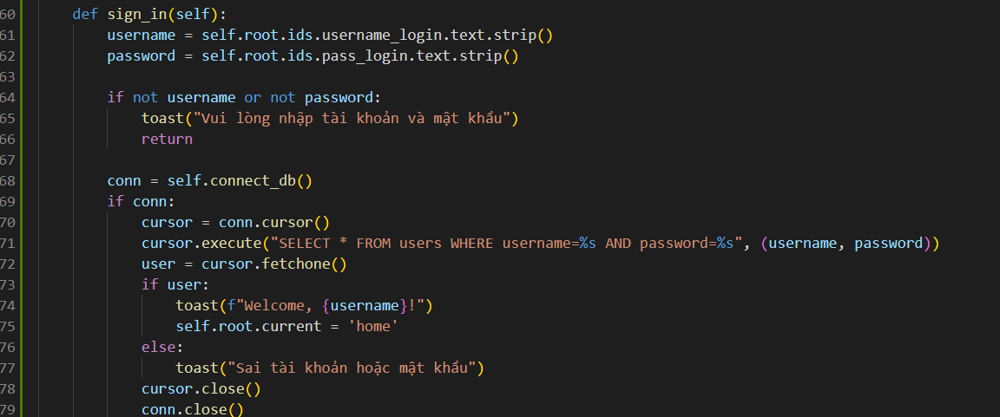 60 def sign_in(self):
61 username = self.root.ids.username_login.text.strip()
62 password = self.root.ids.pass_login.text.strip()
63
64 if not username or not password:
65 toast("Vui lòng nhập tài khoản và mật khẩu")
66 return
67
68 conn = self.connect_db()
69 if conn:
70 cursor = conn.cursor()
71 cursor.execute("SELECT * FROM users WHERE username=%s AND password=%s", (username, password))
72 user = cursor.fetchone()
73 if user:
74 toast(f"Welcome, {username}!")
75 self.root.current = 'home'
76 else:
77 toast("Sai tài khoản hoặc mật khẩu")
78 cursor.close()
79 conn.close()